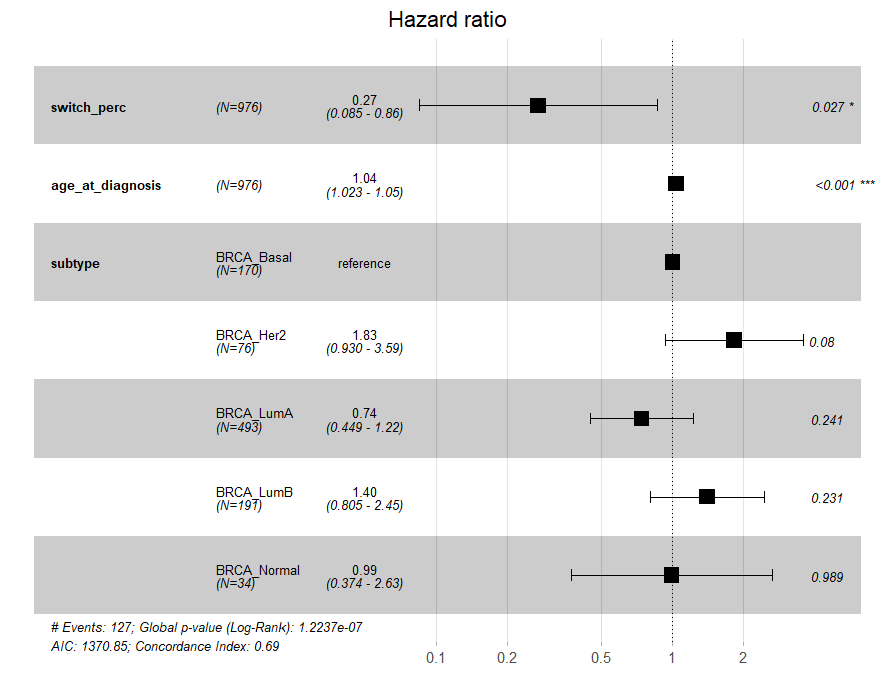 Hazard ratio
switch_perc (N=976) 0.27 0.027 *
(0.085 - 0.86)
age_at_diagnosis (N=976) 1.04 <0.001 ***
(1.023 - 1.05)
subtype BRCA_Basal reference
(N=170)
BRCA_Her2 1.83 0.08
(N=76) (0.930 - 3.59)
BRCA_LumA 0.74 0.241
(N=493) (0.449 - 1.22)
BRCA_LumB 1.40 0.231
(N=191) (0.805 - 2.45)
BRCA_Normal 0.99 0.989
(N=34) (0.374 - 2.63)
# Events: 127; Global p-value (Log-Rank): 1.2237e-07
AIC: 1370.85; Concordance Index: 0.69
0.1 0.2 0.5 1 2